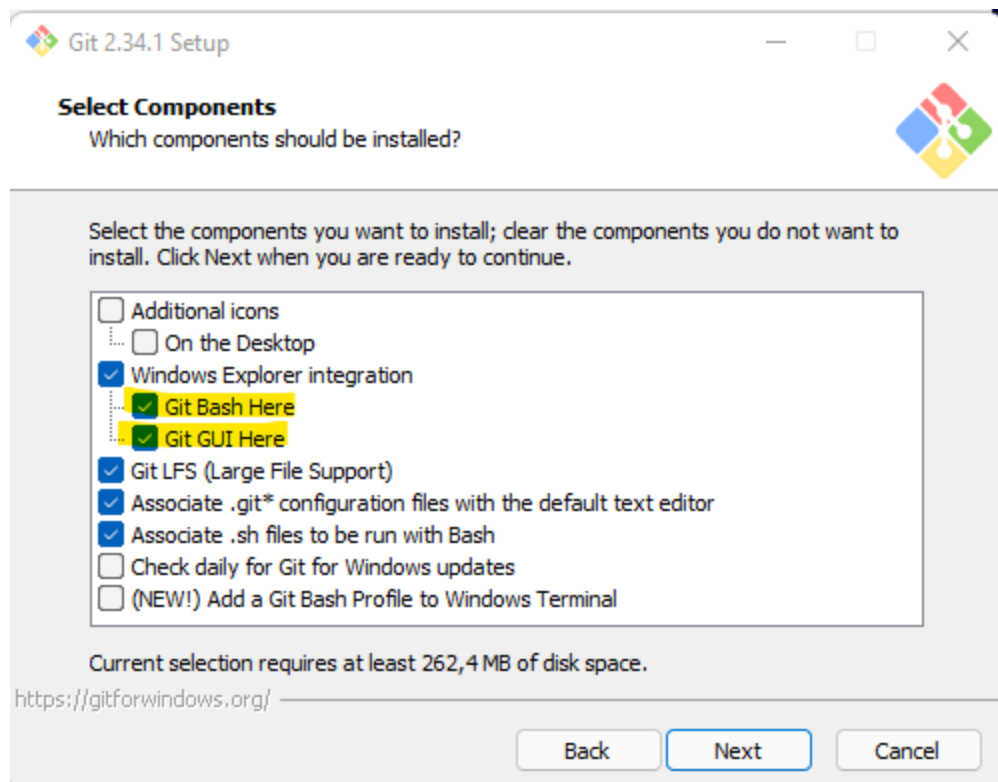 Git 2.34.1 Setup
Select Components
Which components should be installed?
Select the components you want to install; clear the components you do not want to
install. Click Next when you are ready to continue.
Additional icons
On the Desktop
Windows Explorer integration
Git Bash Here
Git GUI Here
Git LFS (Large File Support)
Associate .git* configuration files with the default text editor
Associate .sh files to be run with Bash
Check daily for Git for Windows updates
(NEW!) Add a Git Bash Profile to Windows Terminal
Current selection requires at least 262,4 MB of disk space.
https://gitforwindows.org/
Back Next Cancel